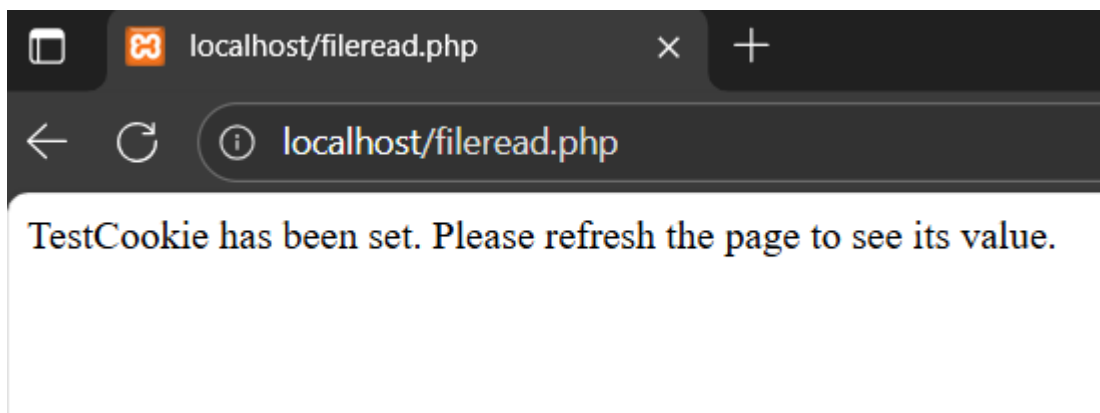 localhost/fileread.php
localhost/fileread.php
TestCookie has been set. Please refresh the page to see its value.